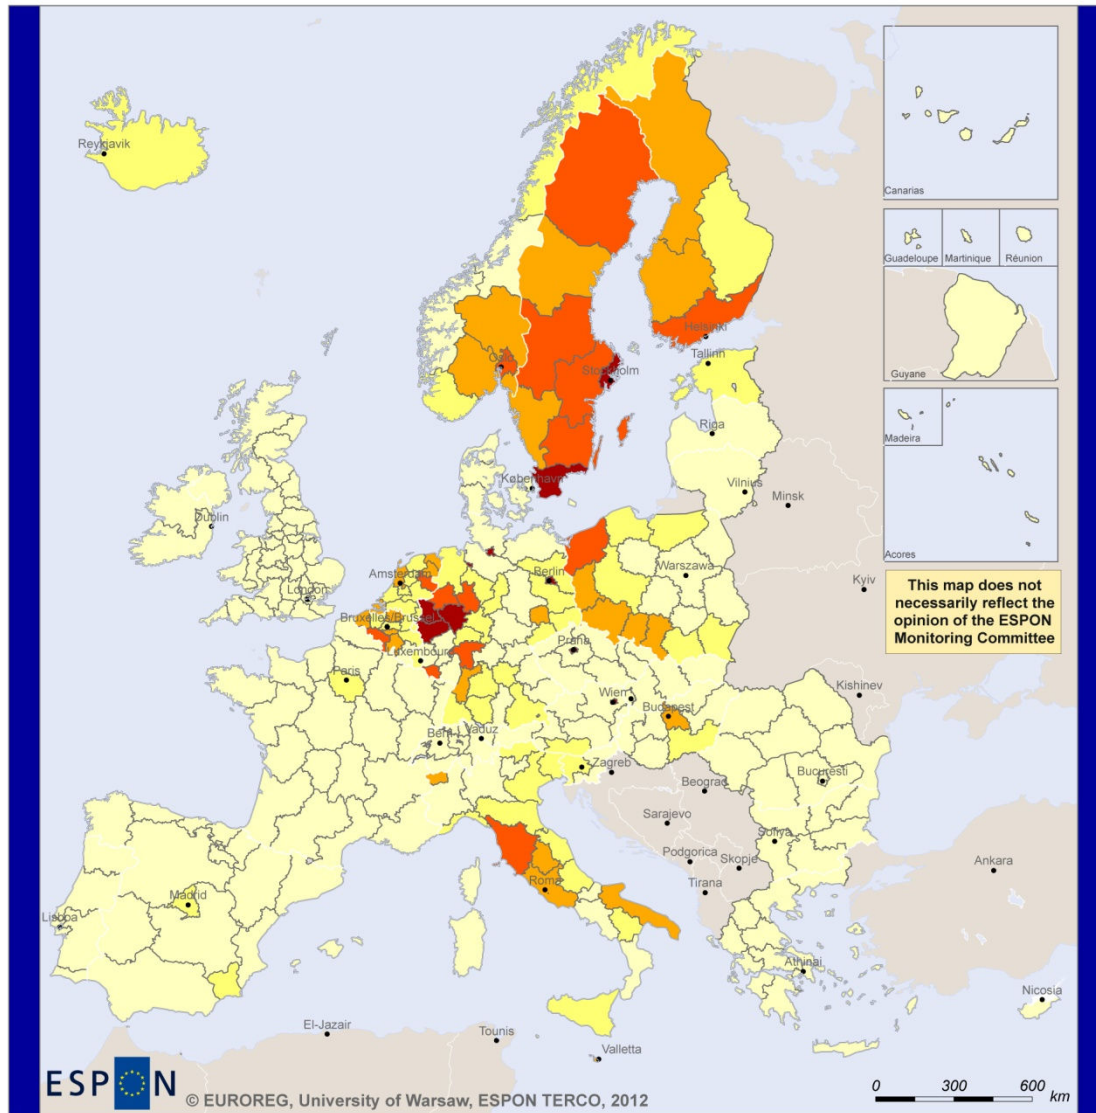 Reykjavik
Canarias
Guadeloupe
Martinique
Réunion
Oslo
Helsinki
Tallinn
Stockholm
Guyane
Riga
Madeira
København
Vilnius
Minsk
Dublin
Acores
Amsterdam
Berlin
Warszawa
London
Kyiv
This map does not
necessarily reflect the
opinion of the ESPON
Monitoring Committee
Bruxelles/Brussel
Praha
Luxembourg
Paris
Kishinev
Wien
Budapest
Bern
Vaduz
Zagreb
Bucuresti
Beograd
Sarajevo
Sofiya
Podgorica
Skopje
Ankara
Madrid
Roma
Tirana
Lisboa
Athinai
Nicosia
El-Jazair
Tounis
Valletta
ESPON
© EUROREG, University of Warsaw, ESPON TERCO, 2012
0 300 600
km